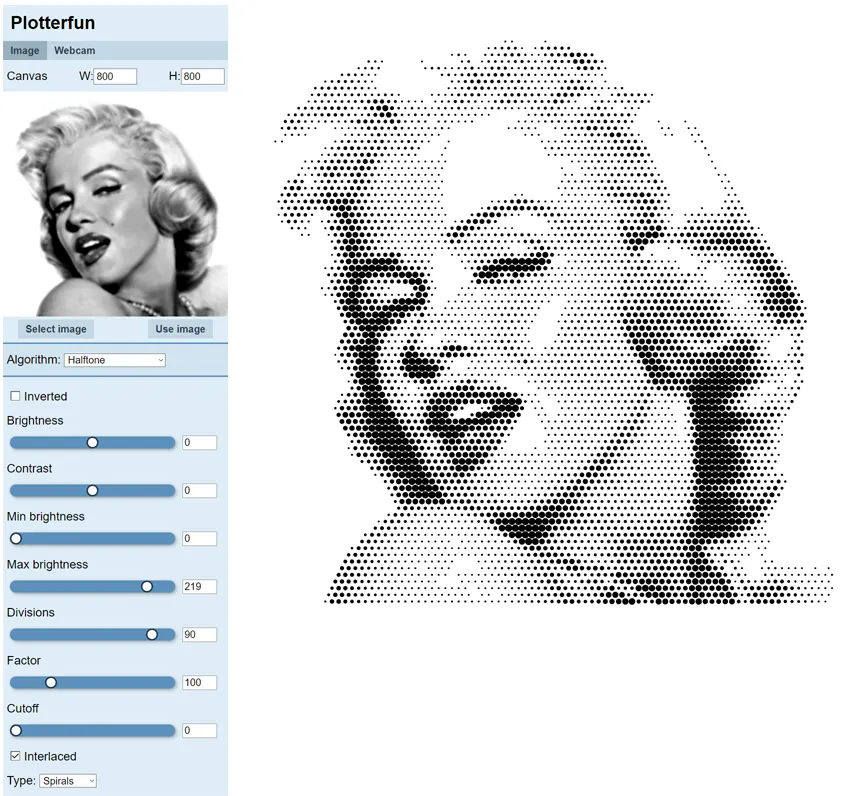 Plotterfun
Image Webcam
Canvas W: 800 H: 800
Select image Use image
Algorithm: Halftone
Inverted
Brightness
0
Contrast
0
Min brightness
0
Max brightness
219
Divisions
90
Factor
100
Cutoff
0
Interlaced
Type: Spirals